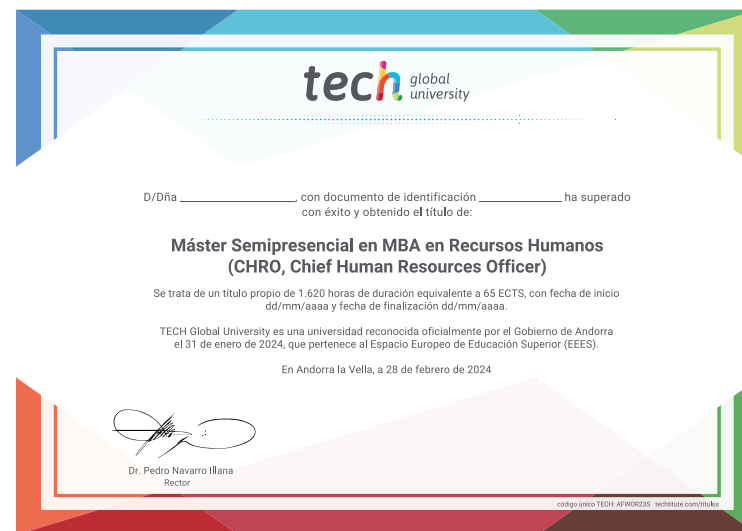 tech global university
D/Dña ________________, con documento de identificación ____________ ha superado
con éxito y obtenido el título de:
Máster Semipresencial en MBA en Recursos Humanos
(CHRO, Chief Human Resources Officer)
Se trata de un título propio de 1.620 horas de duración equivalente a 65 ECTS, con fecha de inicio
dd/mm/aaaa y fecha de finalización dd/mm/aaaa.
TECH Global University es una universidad reconocida oficialmente por el Gobierno de Andorra
el 31 de enero de 2024, que pertenece al Espacio Europeo de Educación Superior (EEES).
En Andorra la Vella, a 28 de febrero de 2024
Dr. Pedro Navarro Illana
Rector
código único TECH: AFWOR23S techtitute.com/titulos